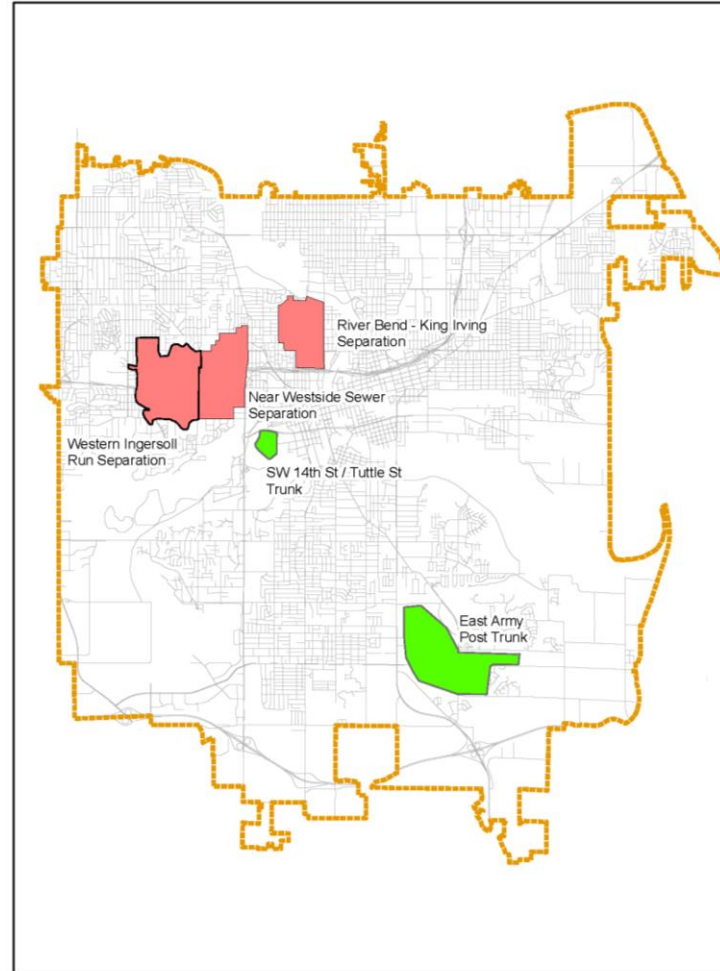 River Bend - King Irving
Separation
Near Westside Sewer
Separation
Western Ingersoll
Run Separation
SW 14th St / Tuttle St
Trunk
East Army
Post Trunk